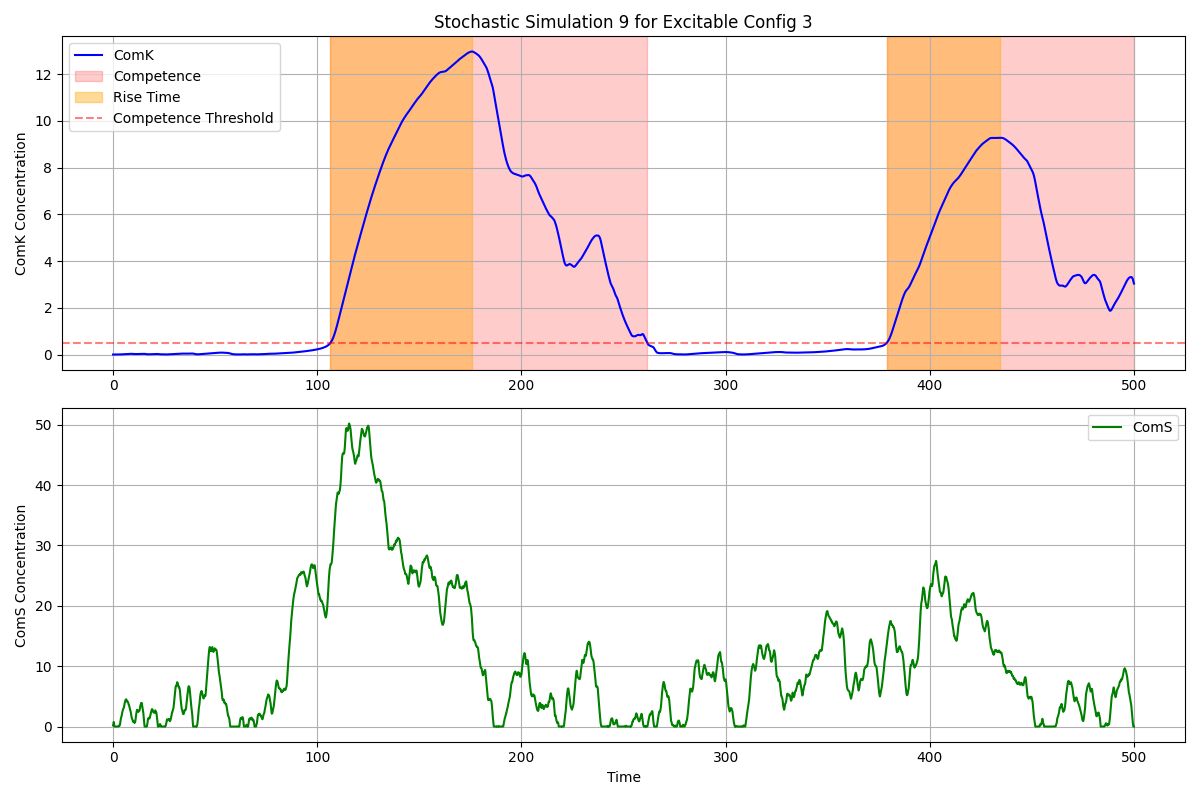 Stochastic Simulation 9 for Excitable Config 3
ComK
Competence
Rise Time
Competence Threshold
ComK Concentration
12
10
8
6
4
2
0
0 100 200 300 400 500
ComS
ComS Concentration
50
40
30
20
10
0
0 100 200 300 400 500
Time